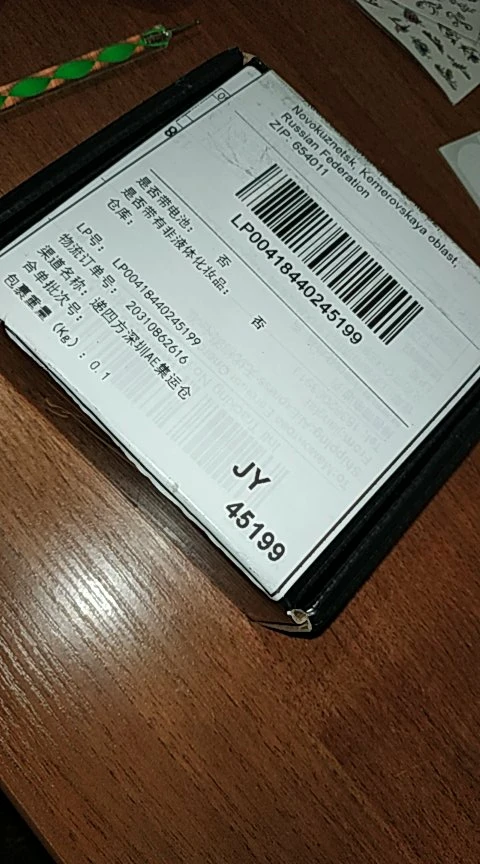 Novokuznetsk, Kemerovskaya oblast,
Russian Federation
ZIP: 654011
LP00418440245199
是否带电池： 否
是否带有非液体化妆品： 否
仓库：
LP号： LP00418440245199
物流订单号： 20310862616
渠道名称： 递四方深圳AE集运仓
合单批次号：
包裹重量（Kg）：0.1
JY
45199